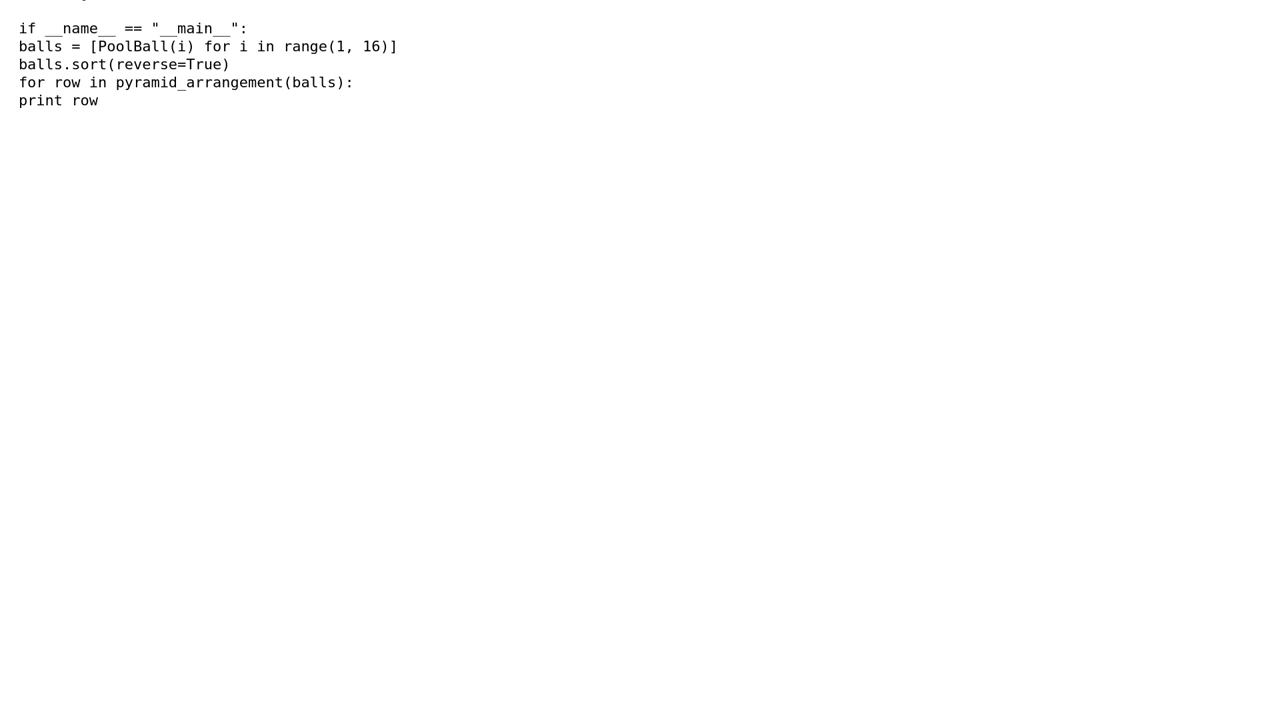 if __name__ == "__main__":
balls = [PoolBall(i) for i in range(1, 16)]
balls.sort(reverse=True)
for row in pyramid_arrangement(balls):
print row